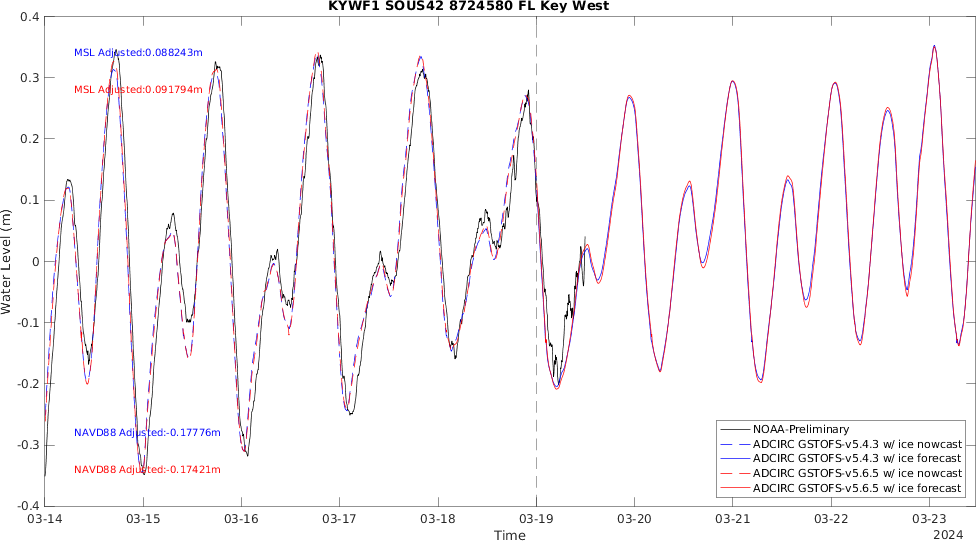 KYWF1 SOUS42 8724580 FL Key West
0.4
0.3
0.2
0.1
0
-0.1
-0.2
-0.3
-0.4
Water Level (m)
MSL Adjusted:0.088243m
MSL Adjusted:0.091794m
NAVD88 Adjusted:-0.17776m
NAVD88 Adjusted:-0.17421m
NOAA-Preliminary
ADCIRC GSTOFS-v5.4.3 w/ ice nowcast
ADCIRC GSTOFS-v5.4.3 w/ ice forecast
ADCIRC GSTOFS-v5.6.5 w/ ice nowcast
ADCIRC GSTOFS-v5.6.5 w/ ice forecast
03-14 03-15 03-16 03-17 03-18 03-19 03-20 03-21 03-22 03-23
Time
2024